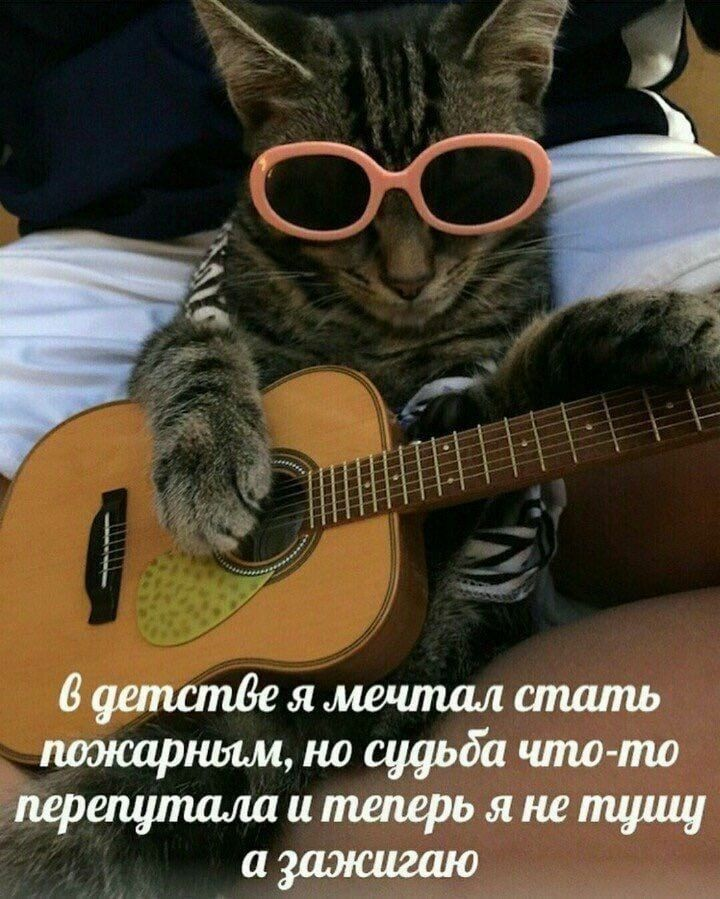 в детстве я мечтал стать
пожарным, но судьба что-то
перепутала и теперь я не тушу
а зажигаю